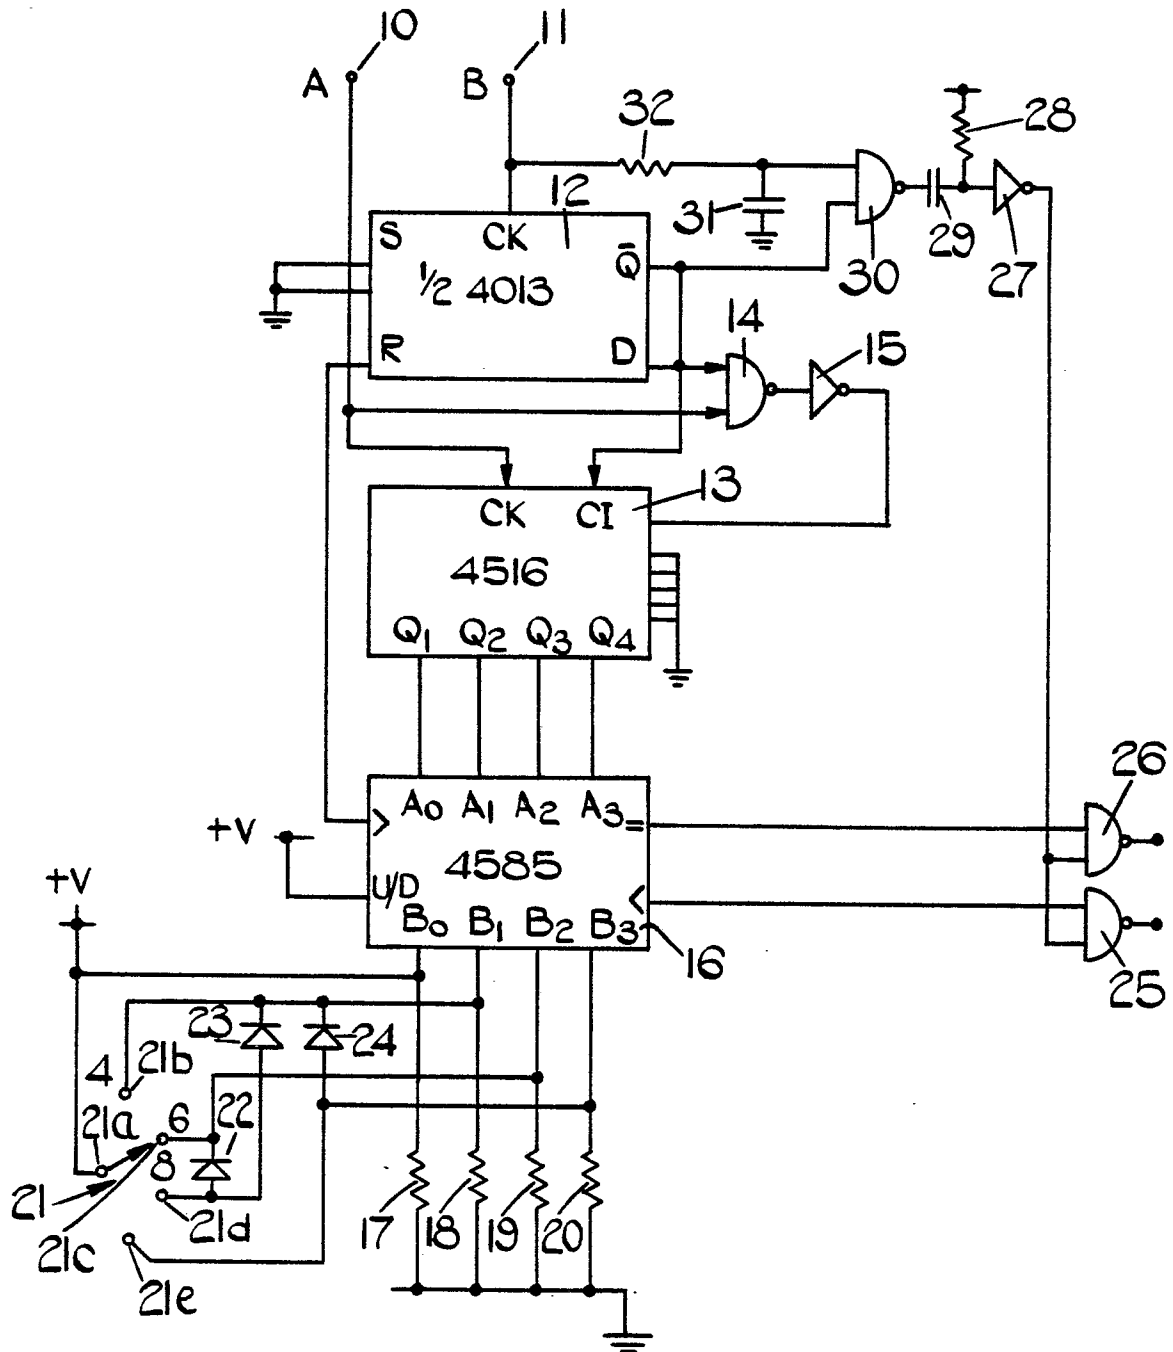 10
11
A
B
32
28
12
31
29
S
CK
Q̄
30
27
½ 4013
14
R
D
15
13
CK
CI
4516
Q1
Q2
Q3
Q4
26
A0
A1
A2
A3
=
+V
>
4585
+V
U/D
<
B0
B1
B2
B3
16
25
23
24
4
21b
21a
6
22
8
21
21d
17
18
19
20
21c
21e